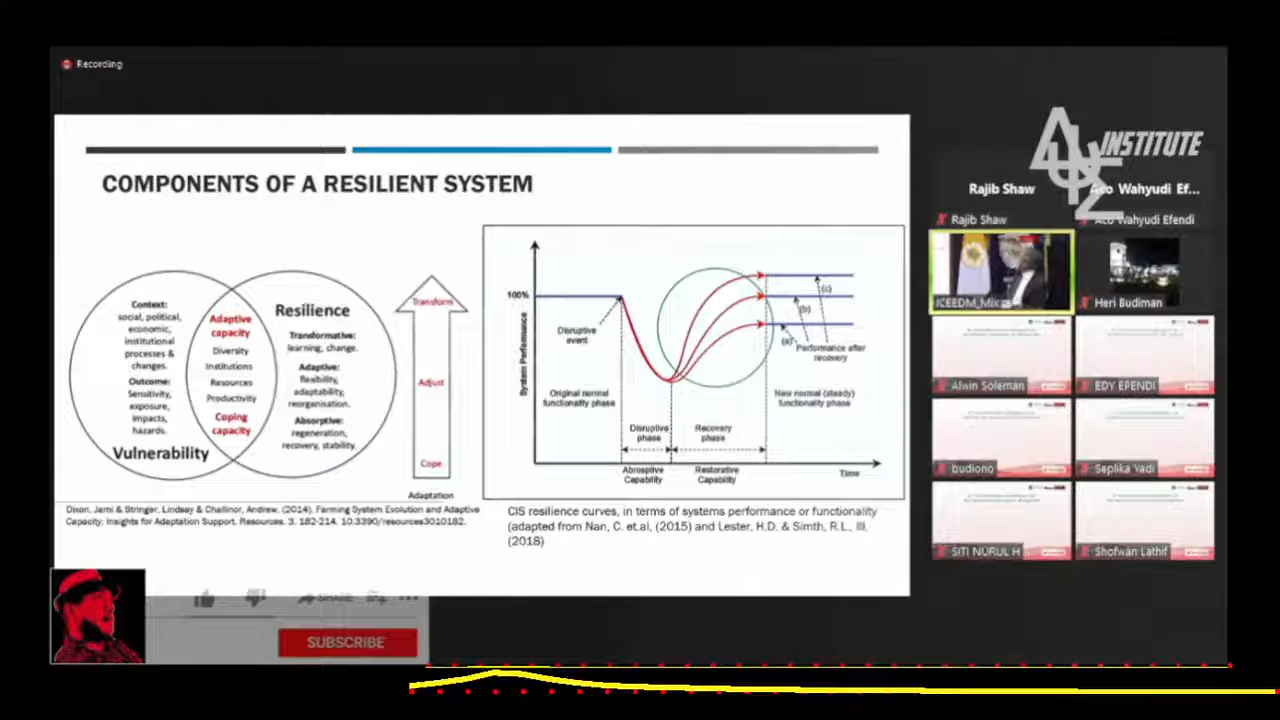 Recording
COMPONENTS OF A RESILIENT SYSTEM
Context:
social, political,
economic,
institutional
processes &
changes.
Outcome:
Sensitivity,
exposure,
impacts,
hazards.
Vulnerability
Adaptive
capacity
Diversity
Institutions
Resources
Productivity
Coping
capacity
Resilience
Transformative:
learning, change.
Adaptive:
flexibility,
adaptability,
reorganisation.
Absorptive:
regeneration,
recovery, stability.
Transform
Adjust
Cope
Adaptation
Dixon, Jami & Stringer, Lindsay & Challinor, Andrew. (2014). Farming System Evolution and Adaptive
Capacity: Insights for Adaptation Support. Resources. 3. 182-214. 10.3390/resources3010182.
System Performance
100%
Disruptive
event
Original normal
functionality phase
Disruptive
phase
Recovery
phase
(a)
(b)
(c)
Performance after
recovery
New normal (steady)
functionality phase
Abrosptive
Capability
Restorative
Capability
Time
CIS resilience curves, in terms of systems performance or functionality
(adapted from Nan, C. et.al, (2015) and Lester, H.D. & Simth, R.L., III,
(2018)
INSTITUTE
Rajib Shaw
Aco Wahyudi Ef...
Rajib Shaw
Aco Wahyudi Efendi
Heri Budiman
Alwin Soleman
EDY EPENDI
budiono
Seplika Yadi
SITI NURUL H
Shofwan Lathif
SHARE
SUBSCRIBE